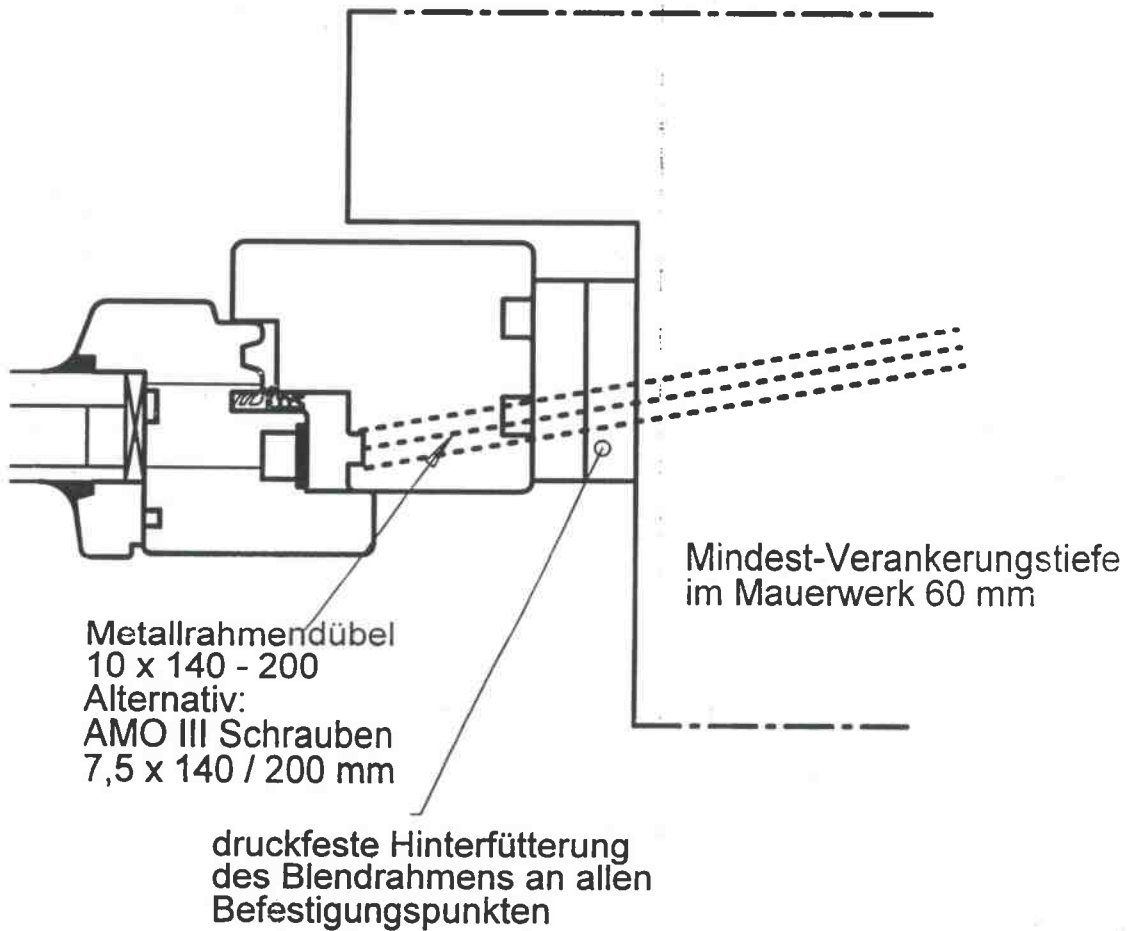 Mindest-Verankerungstiefe
im Mauerwerk 60 mm
Metallrahmendübel
10 x 140 - 200
Alternativ:
AMO III Schrauben
7,5 x 140 / 200 mm
druckfeste Hinterfütterung
des Blendrahmens an allen
Befestigungspunkten